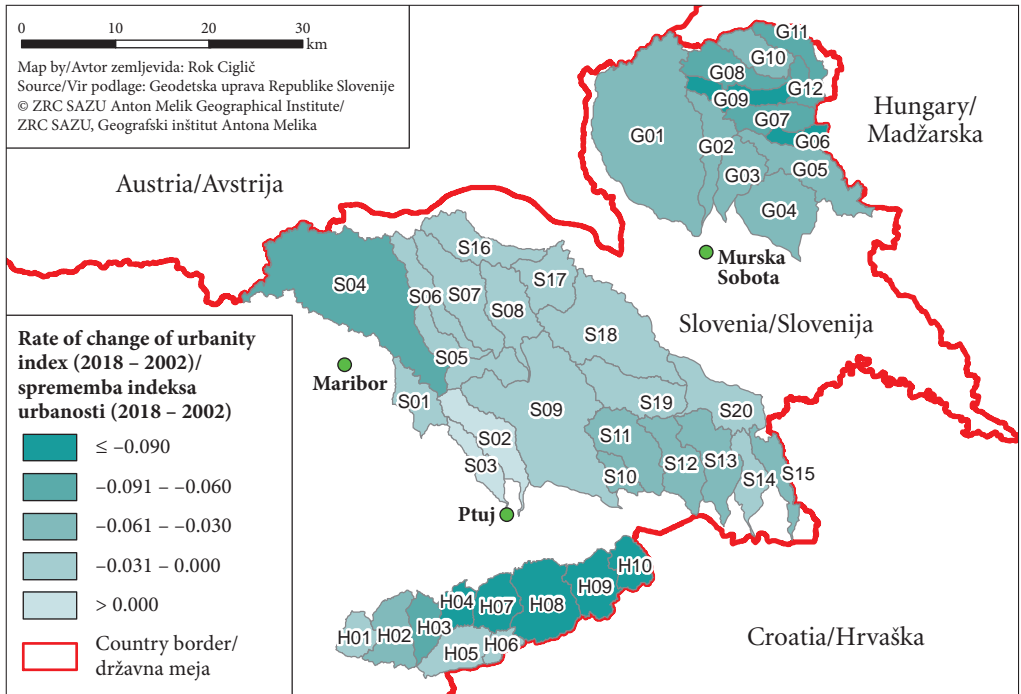 0 10 20 30
km
Map by/Avtor zemljevida: Rok Ciglič
Source/Vir podlage: Geodetska uprava Republike Slovenije
© ZRC SAZU Anton Melik Geographical Institute/
ZRC SAZU, Geografski inštitut Antona Melika
G11
G10
G08
G12
G09
G07
G01
G02
G06
G03
G05
G04
Hungary/
Madžarska
Austria/Avstrija
Murska
Sobota
S16
S17
S04
S06
S07
S08
S18
Slovenia/Slovenija
S05
Maribor
S01
S09
S19
S20
S02
S11
S03
S12
S13
S10
S14
S15
Ptuj
H10
H09
H04
H07
H08
H01
H02
H03
H05
H06
Croatia/Hrvaška
Rate of change of urbanity
index (2018 – 2002)/
sprememba indeksa
urbanosti (2018 – 2002)
≤ –0.090
–0.091 – –0.060
–0.061 – –0.030
–0.031 – 0.000
> 0.000
Country border/
državna meja